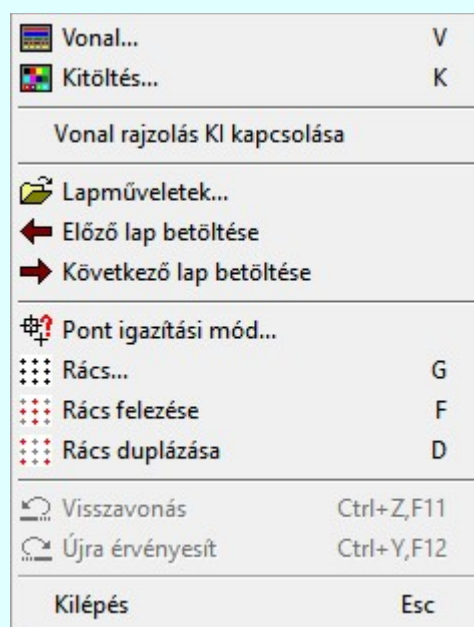 Vonal... V
Kitöltés... K
Vonal rajzolás KI kapcsolása
Lapműveletek...
Előző lap betöltése
Következő lap betöltése
Pont igazítási mód...
Rács... G
Rács felezése F
Rács duplázása D
Visszavonás Ctrl+Z,F11
Újra érvényesít Ctrl+Y,F12
Kilépés Esc